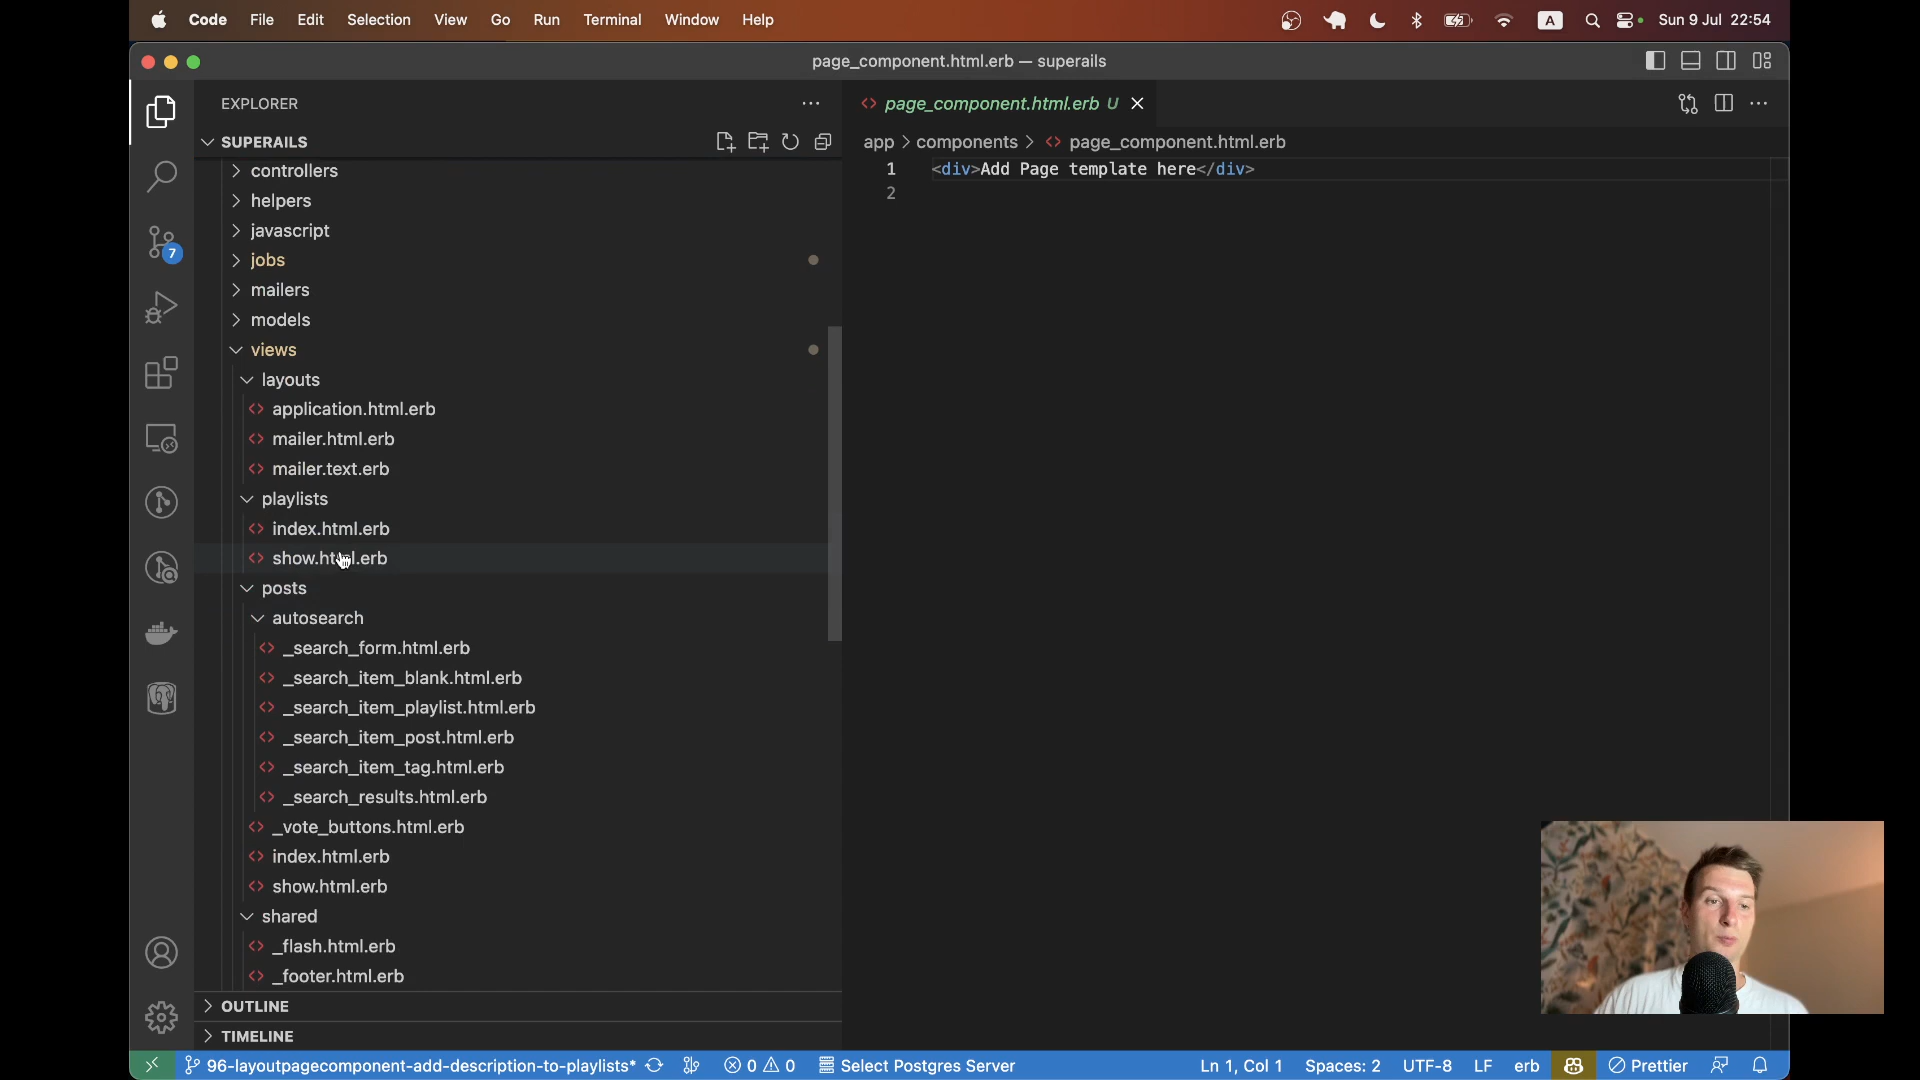 Code File Edit Selection View Go Run Terminal Window Help
A
Sun 9 Jul 22:54
page_component.html.erb — superails
EXPLORER
SUPERAILS
controllers
helpers
javascript
jobs
mailers
models
views
layouts
application.html.erb
mailer.html.erb
mailer.text.erb
playlists
index.html.erb
show.html.erb
posts
autosearch
_search_form.html.erb
_search_item_blank.html.erb
_search_item_playlist.html.erb
_search_item_post.html.erb
_search_item_tag.html.erb
_search_results.html.erb
_vote_buttons.html.erb
index.html.erb
show.html.erb
shared
_flash.html.erb
_footer.html.erb
OUTLINE
TIMELINE
7
page_component.html.erb U
app > components > page_component.html.erb
1 <div>Add Page template here</div>
2
96-layoutpagecomponent-add-description-to-playlists* 0 0 Select Postgres Server Ln 1, Col 1 Spaces: 2 UTF-8 LF erb Prettier